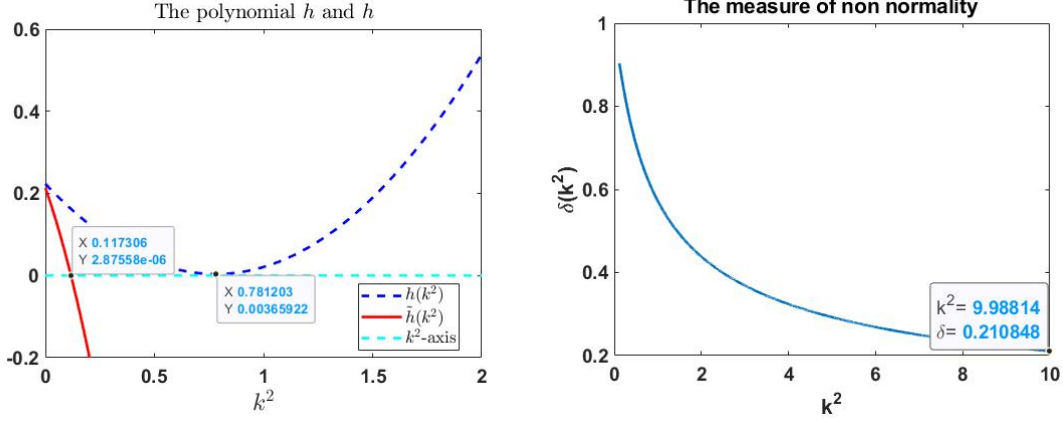 The polynomial h and h
0.6
0.4
0.2
0
-0.2
X 0.117306
Y 2.87558e-06
X 0.781203
Y 0.00365922
h(k²)
h̃(k²)
k²-axis
0 0.5 1 1.5 2
k²
The measure of non normality
1
0.8
0.6
0.4
0.2
δ(k²)
k²= 9.98814
δ= 0.210848
0 2 4 6 8 10
k²